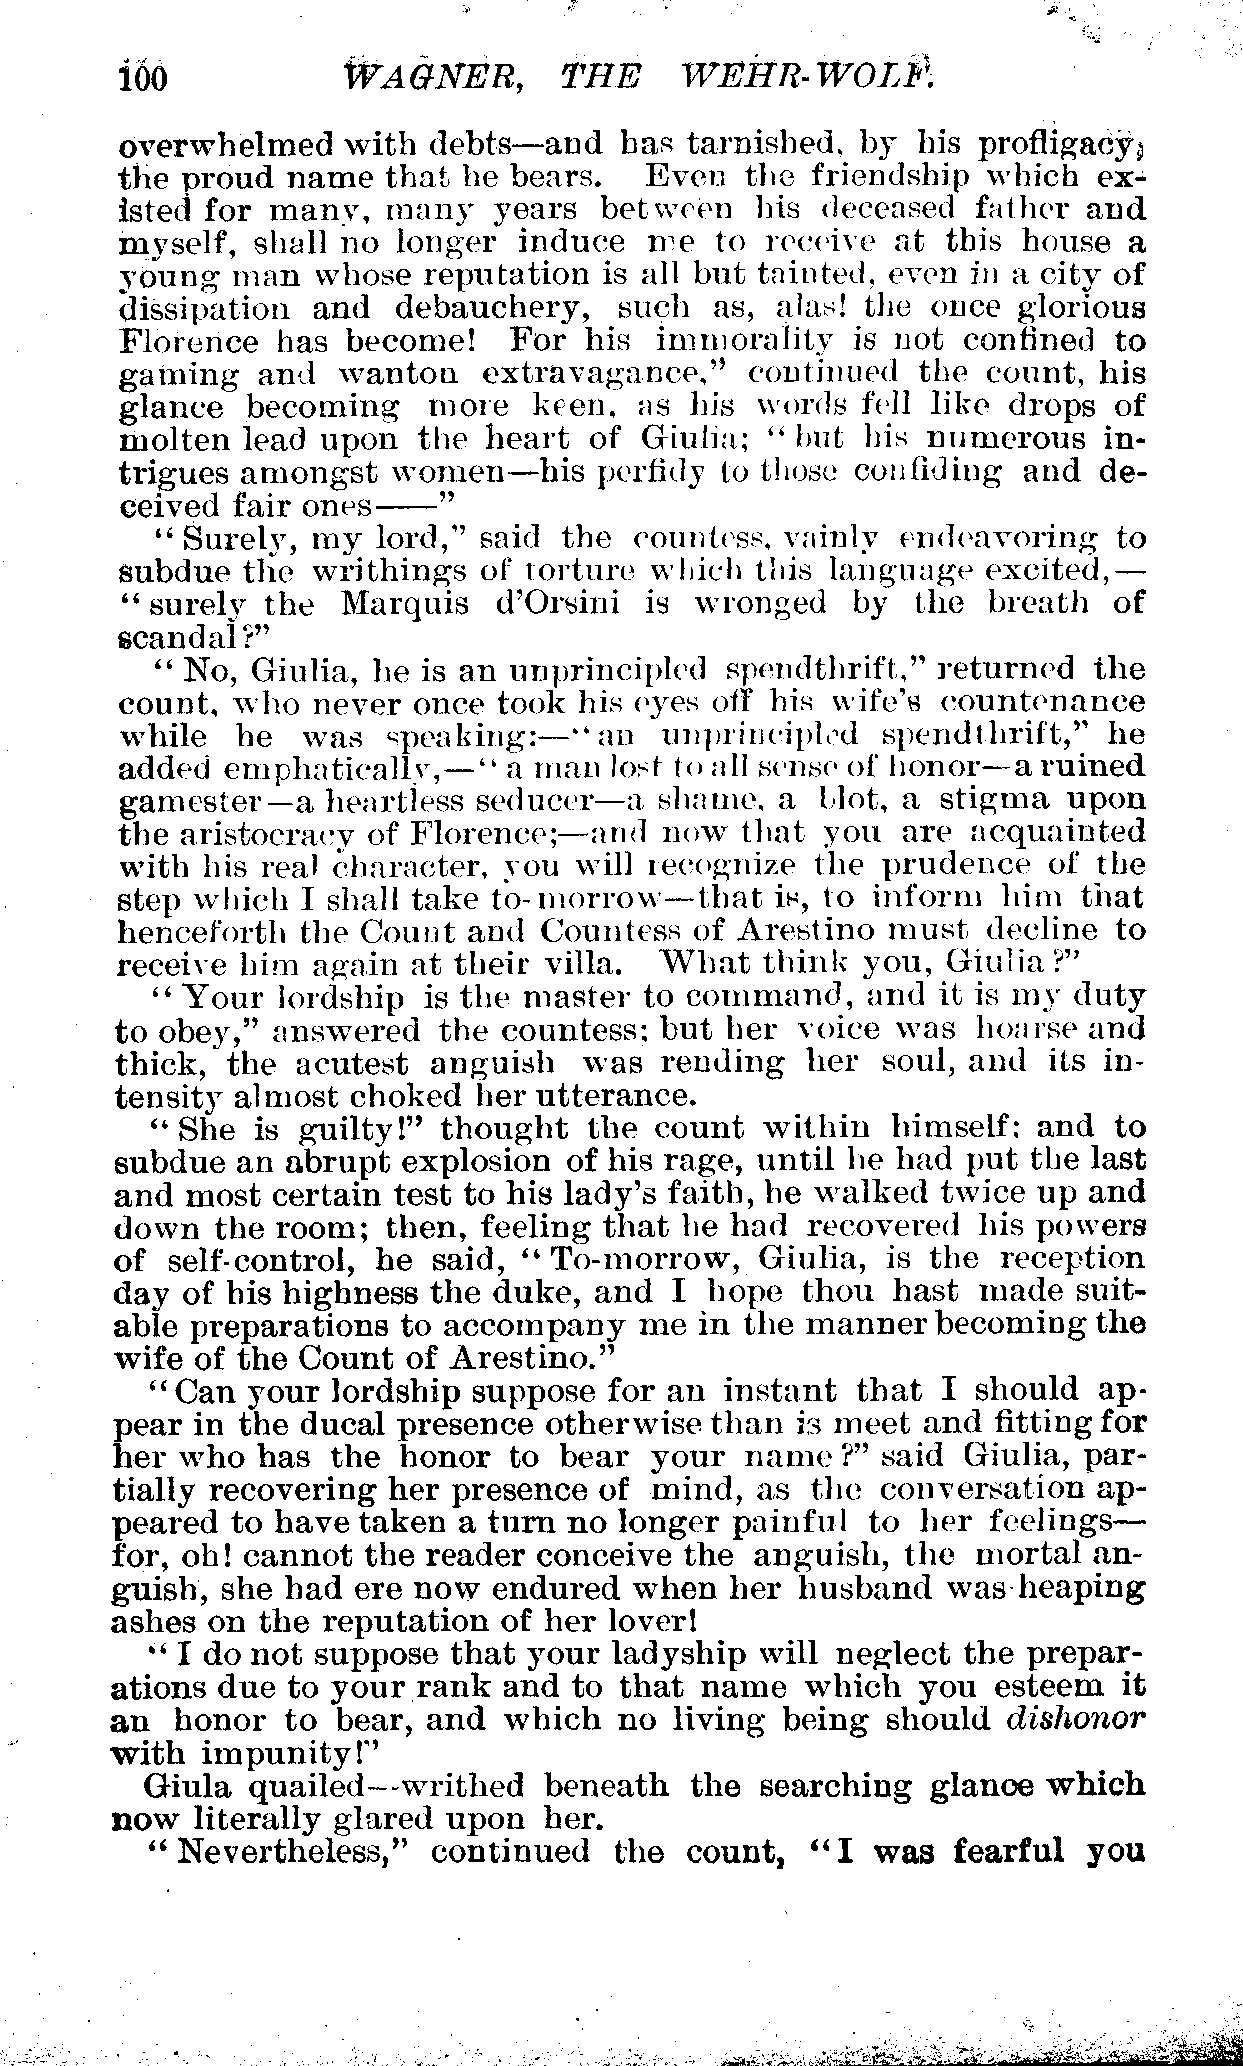 100 WAGNER, THE WEHR-WOLF.
overwhelmed with debts—and has tarnished, by his profligacy,
the proud name that he bears. Even the friendship which ex-
isted for many, many years between his deceased father and
myself, shall no longer induce me to receive at this house a
young man whose reputation is all but tainted, even in a city of
dissipation and debauchery, such as, alas! the once glorious
Florence has become! For his immorality is not confined to
gaming and wanton extravagance," continued the count, his
glance becoming more keen, as his words fell like drops of
molten lead upon the heart of Giulia; "but his numerous in-
trigues amongst women—his perfidy to those confiding and de-
ceived fair ones——"
"Surely, my lord," said the countess, vainly endeavoring to
subdue the writhings of torture which this language excited,—
"surely the Marquis d'Orsini is wronged by the breath of
scandal?"
"No, Giulia, he is an unprincipled spendthrift," returned the
count, who never once took his eyes off his wife's countenance
while he was speaking:—"an unprincipled spendthrift," he
added emphatically,—"a man lost to all sense of honor—a ruined
gamester—a heartless seducer—a shame, a blot, a stigma upon
the aristocracy of Florence;—and now that you are acquainted
with his real character, you will recognize the prudence of the
step which I shall take to-morrow—that is, to inform him that
henceforth the Count and Countess of Arestino must decline to
receive him again at their villa. What think you, Giulia?"
"Your lordship is the master to command, and it is my duty
to obey," answered the countess; but her voice was hoarse and
thick, the acutest anguish was rending her soul, and its in-
tensity almost choked her utterance.
"She is guilty!" thought the count within himself: and to
subdue an abrupt explosion of his rage, until he had put the last
and most certain test to his lady's faith, he walked twice up and
down the room; then, feeling that he had recovered his powers
of self-control, he said, "To-morrow, Giulia, is the reception
day of his highness the duke, and I hope thou hast made suit-
able preparations to accompany me in the manner becoming the
wife of the Count of Arestino."
"Can your lordship suppose for an instant that I should ap-
pear in the ducal presence otherwise than is meet and fitting for
her who has the honor to bear your name?" said Giulia, par-
tially recovering her presence of mind, as the conversation ap-
peared to have taken a turn no longer painful to her feelings—
for, oh! cannot the reader conceive the anguish, the mortal an-
guish, she had ere now endured when her husband was heaping
ashes on the reputation of her lover!
"I do not suppose that your ladyship will neglect the prepar-
ations due to your rank and to that name which you esteem it
an honor to bear, and which no living being should dishonor
with impunity!"
Giula quailed—writhed beneath the searching glance which
now literally glared upon her.
"Nevertheless," continued the count, "I was fearful you